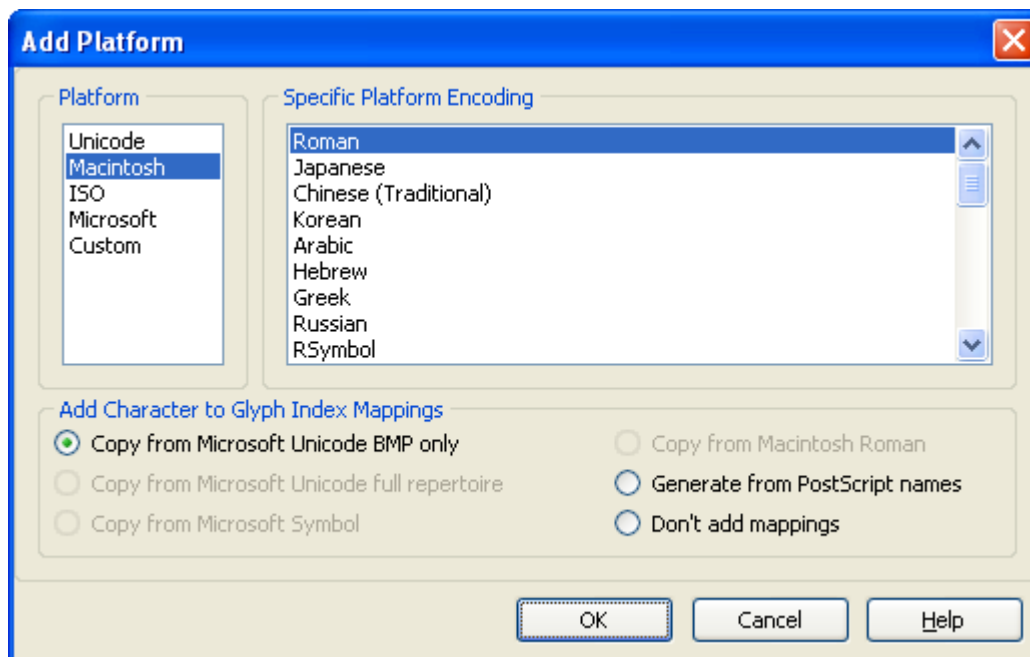 Add Platform
Platform
Unicode
Macintosh
ISO
Microsoft
Custom
Specific Platform Encoding
Roman
Japanese
Chinese (Traditional)
Korean
Arabic
Hebrew
Greek
Russian
RSymbol
Add Character to Glyph Index Mappings
Copy from Microsoft Unicode BMP only
Copy from Microsoft Unicode full repertoire
Copy from Microsoft Symbol
Copy from Macintosh Roman
Generate from PostScript names
Don't add mappings
OK
Cancel
Help